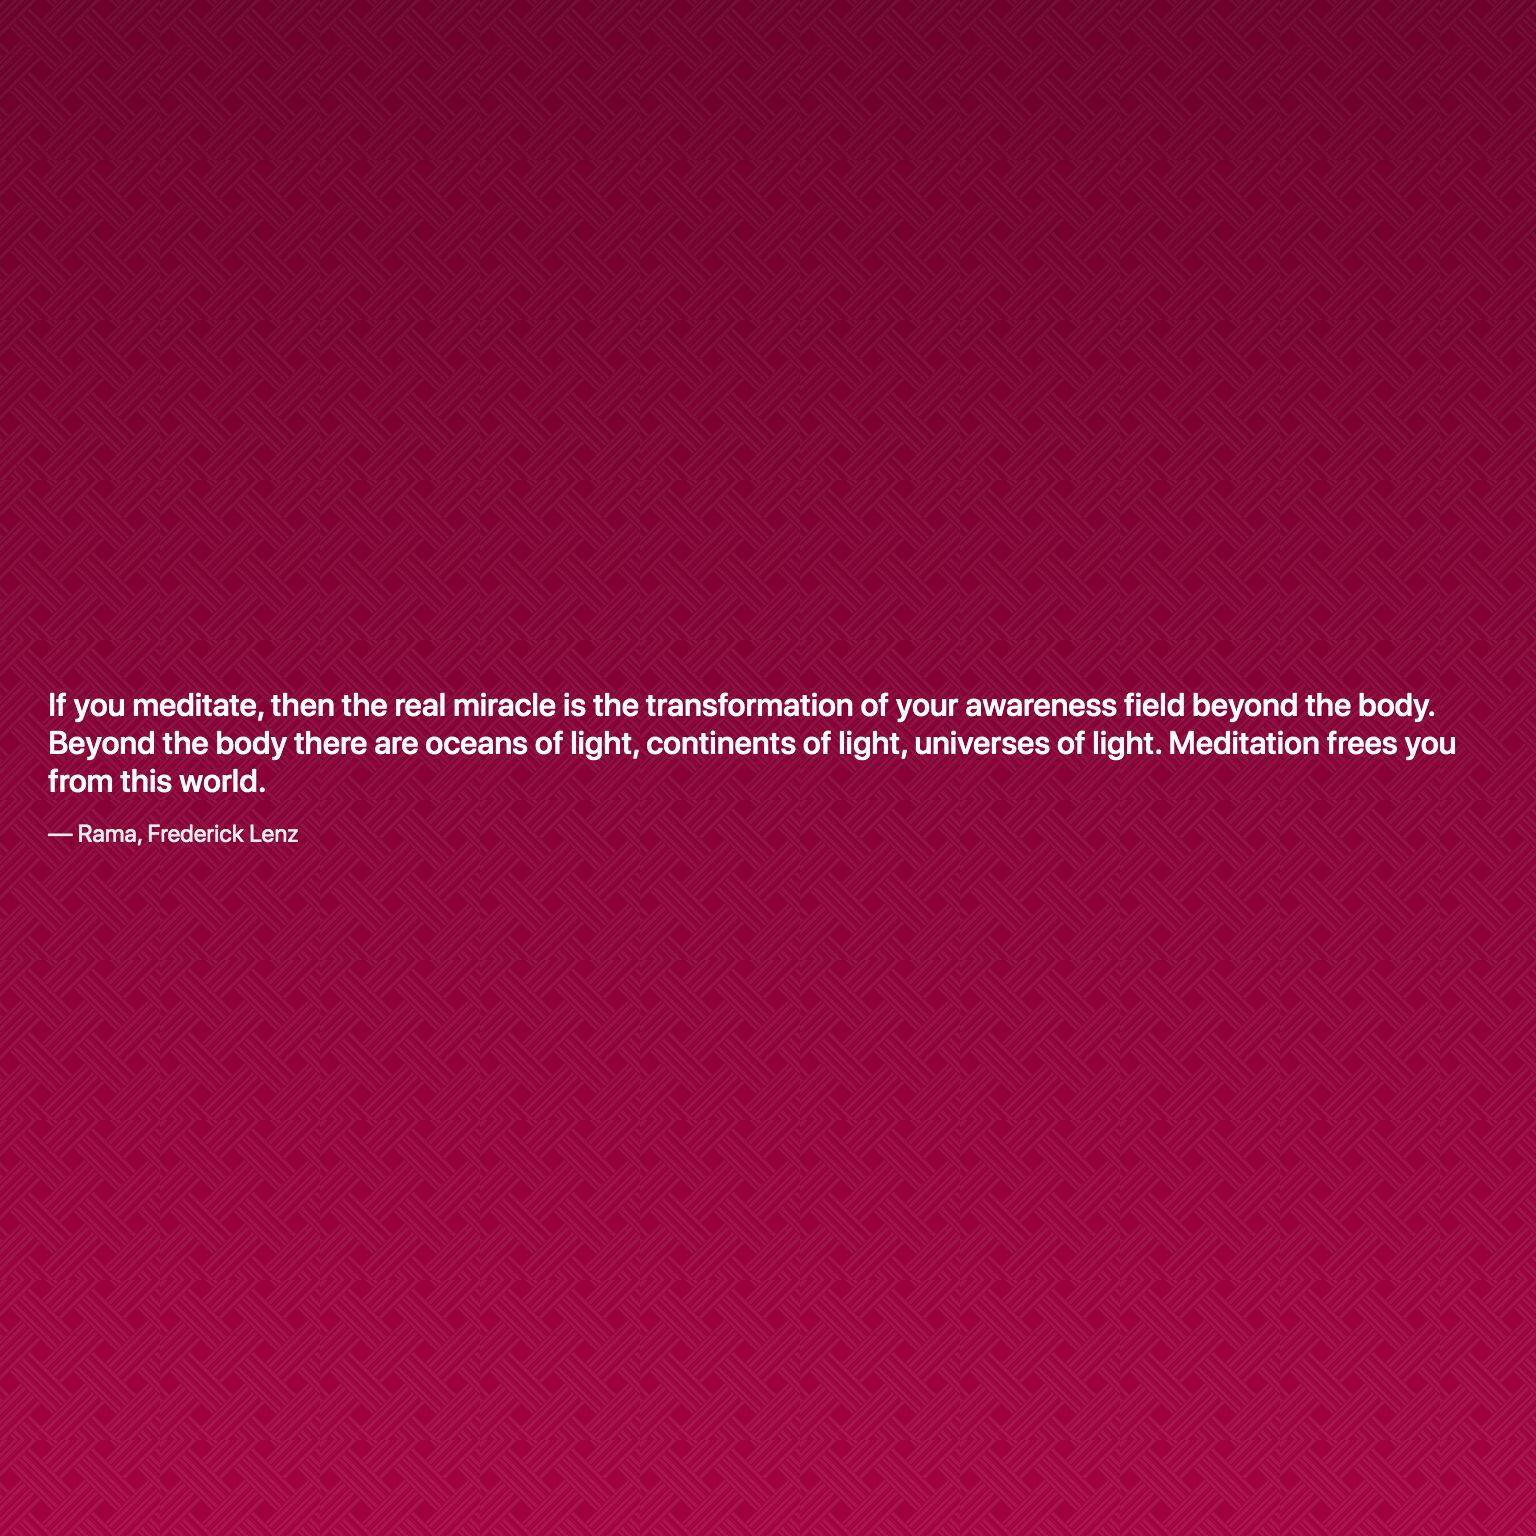 If you meditate, then the real miracle is the transformation of your awareness field beyond the body.
Beyond the body there are oceans of light, continents of light, universes of light. Meditation frees you
from this world.
— Rama, Frederick Lenz